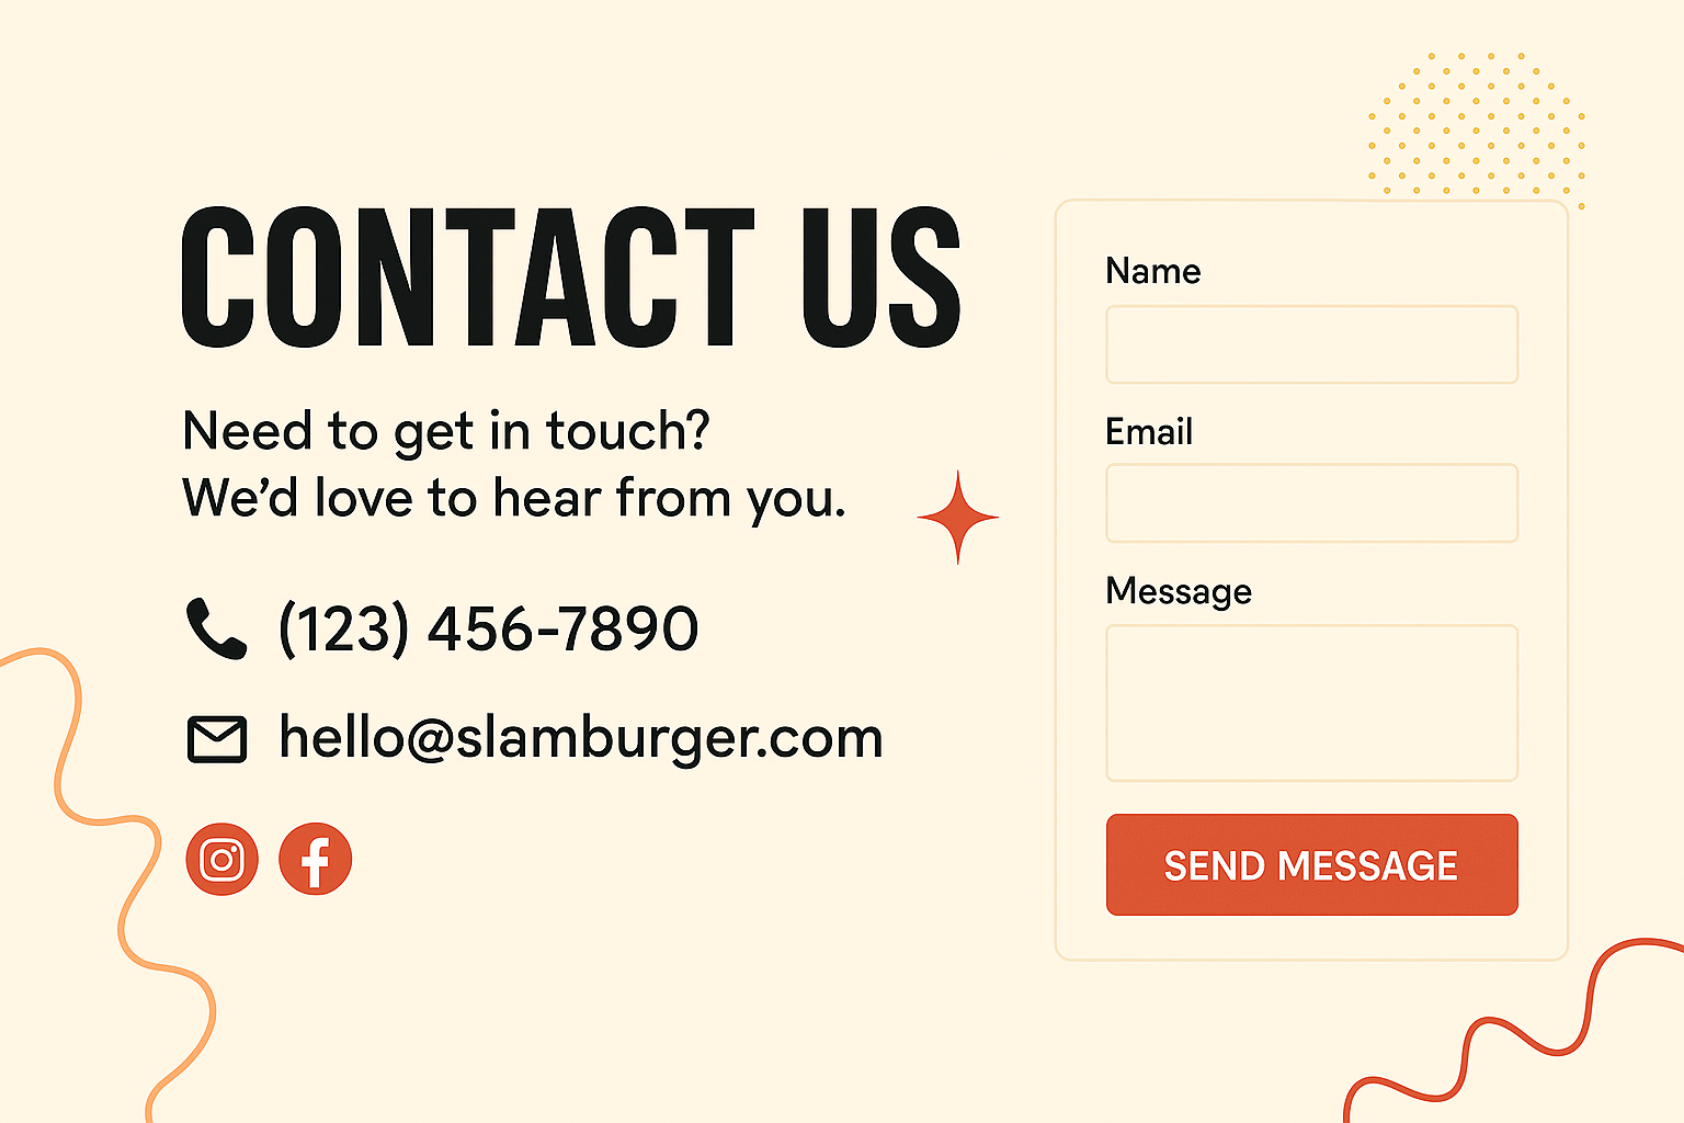 CONTACT US
Need to get in touch?
We’d love to hear from you.
(123) 456-7890
hello@slamburger.com
Name
Email
Message
SEND MESSAGE